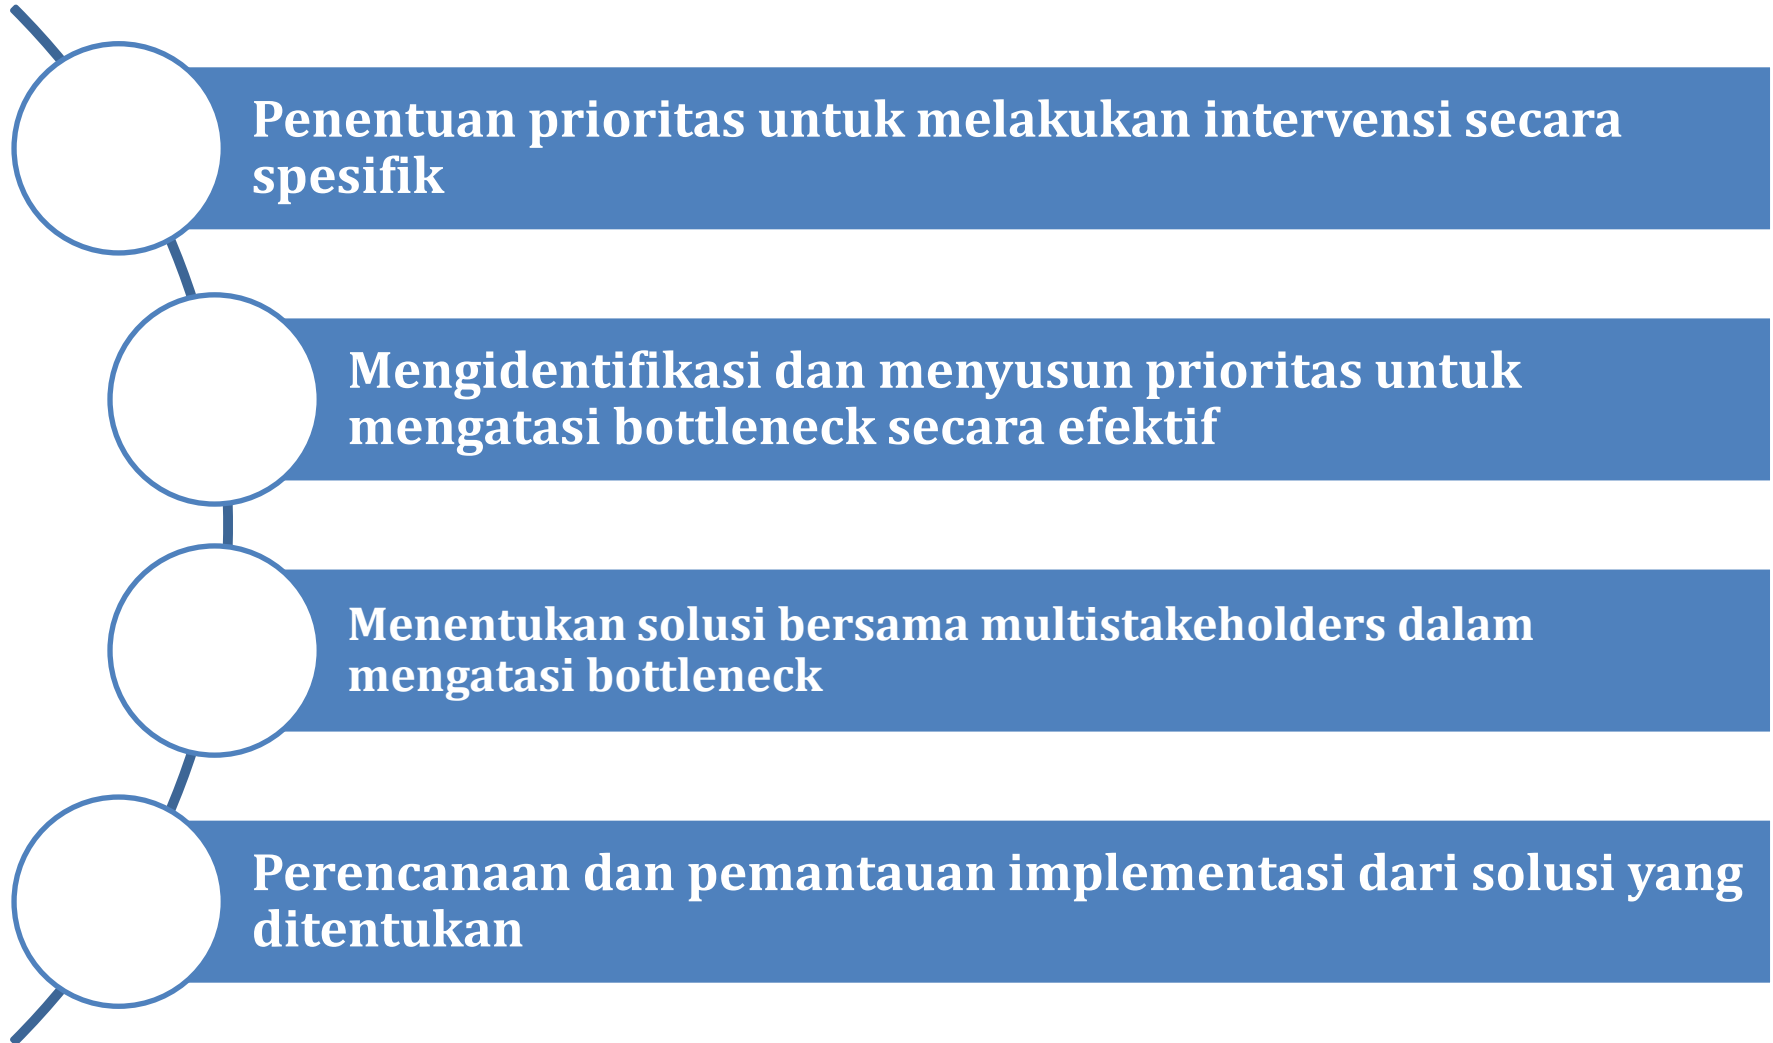 Penentuan prioritas untuk melakukan intervensi secara
spesifik
Mengidentifikasi dan menyusun prioritas untuk
mengatasi bottleneck secara efektif
Menentukan solusi bersama multistakeholders dalam
mengatasi bottleneck
Perencanaan dan pemantauan implementasi dari solusi yang
ditentukan